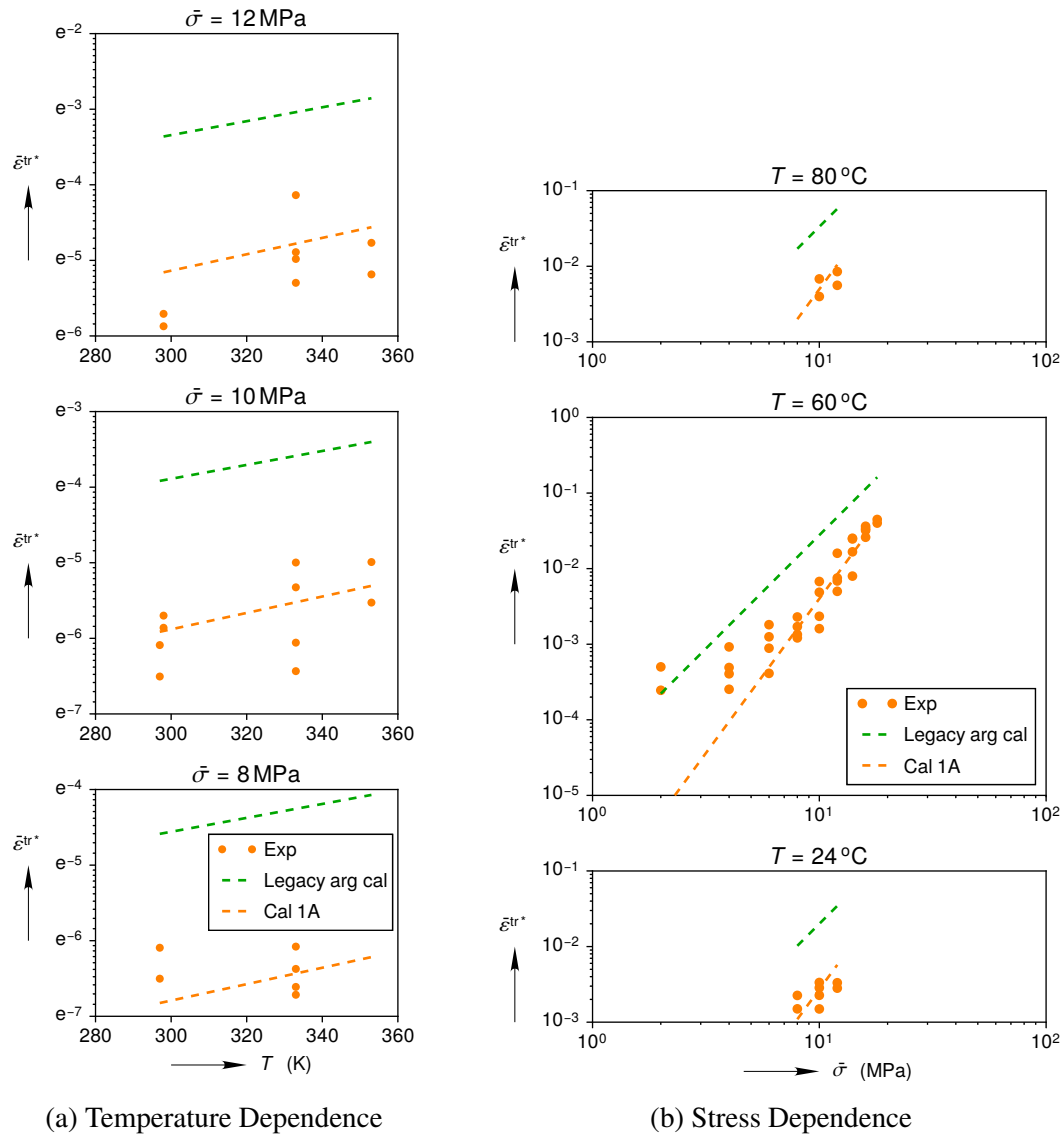 σ̄ = 12 MPa
e⁻²
e⁻³
ε̄ᵗʳ*
e⁻⁴
e⁻⁵
e⁻⁶
280 300 320 340 360
σ̄ = 10 MPa
e⁻³
e⁻⁴
ε̄ᵗʳ*
e⁻⁵
e⁻⁶
e⁻⁷
280 300 320 340 360
σ̄ = 8 MPa
e⁻⁴
ε̄ᵗʳ*
e⁻⁵
e⁻⁶
e⁻⁷
Exp
Legacy arg cal
Cal 1A
280 300 320 340 360
T (K)
(a) Temperature Dependence
T = 80 °C
10⁻¹
ε̄ᵗʳ*
10⁻²
10⁻³
10⁰ 10¹ 10²
T = 60 °C
10⁰
10⁻¹
ε̄ᵗʳ*
10⁻²
10⁻³
10⁻⁴
10⁻⁵
Exp
Legacy arg cal
Cal 1A
10⁰ 10¹ 10²
T = 24 °C
10⁻¹
ε̄ᵗʳ*
10⁻²
10⁻³
10⁰ 10¹ 10²
σ̄ (MPa)
(b) Stress Dependence